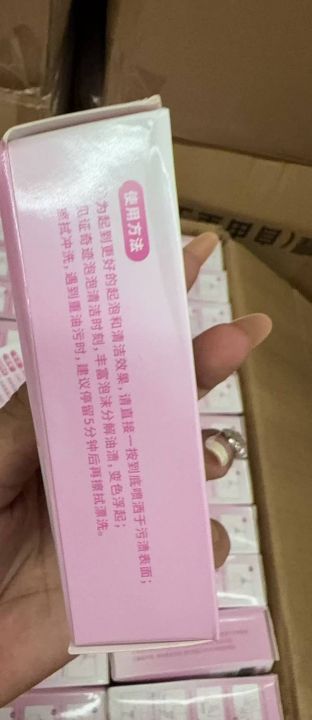 使用方法
为起到更好的起泡和清洁效果，请直接一按到底喷洒于污渍表面；
见证奇迹泡泡清洁时刻，丰富泡沫分解油渍，变色浮起；
擦拭冲洗，遇到重油污时，建议停留5分钟后再擦拭漂洗。